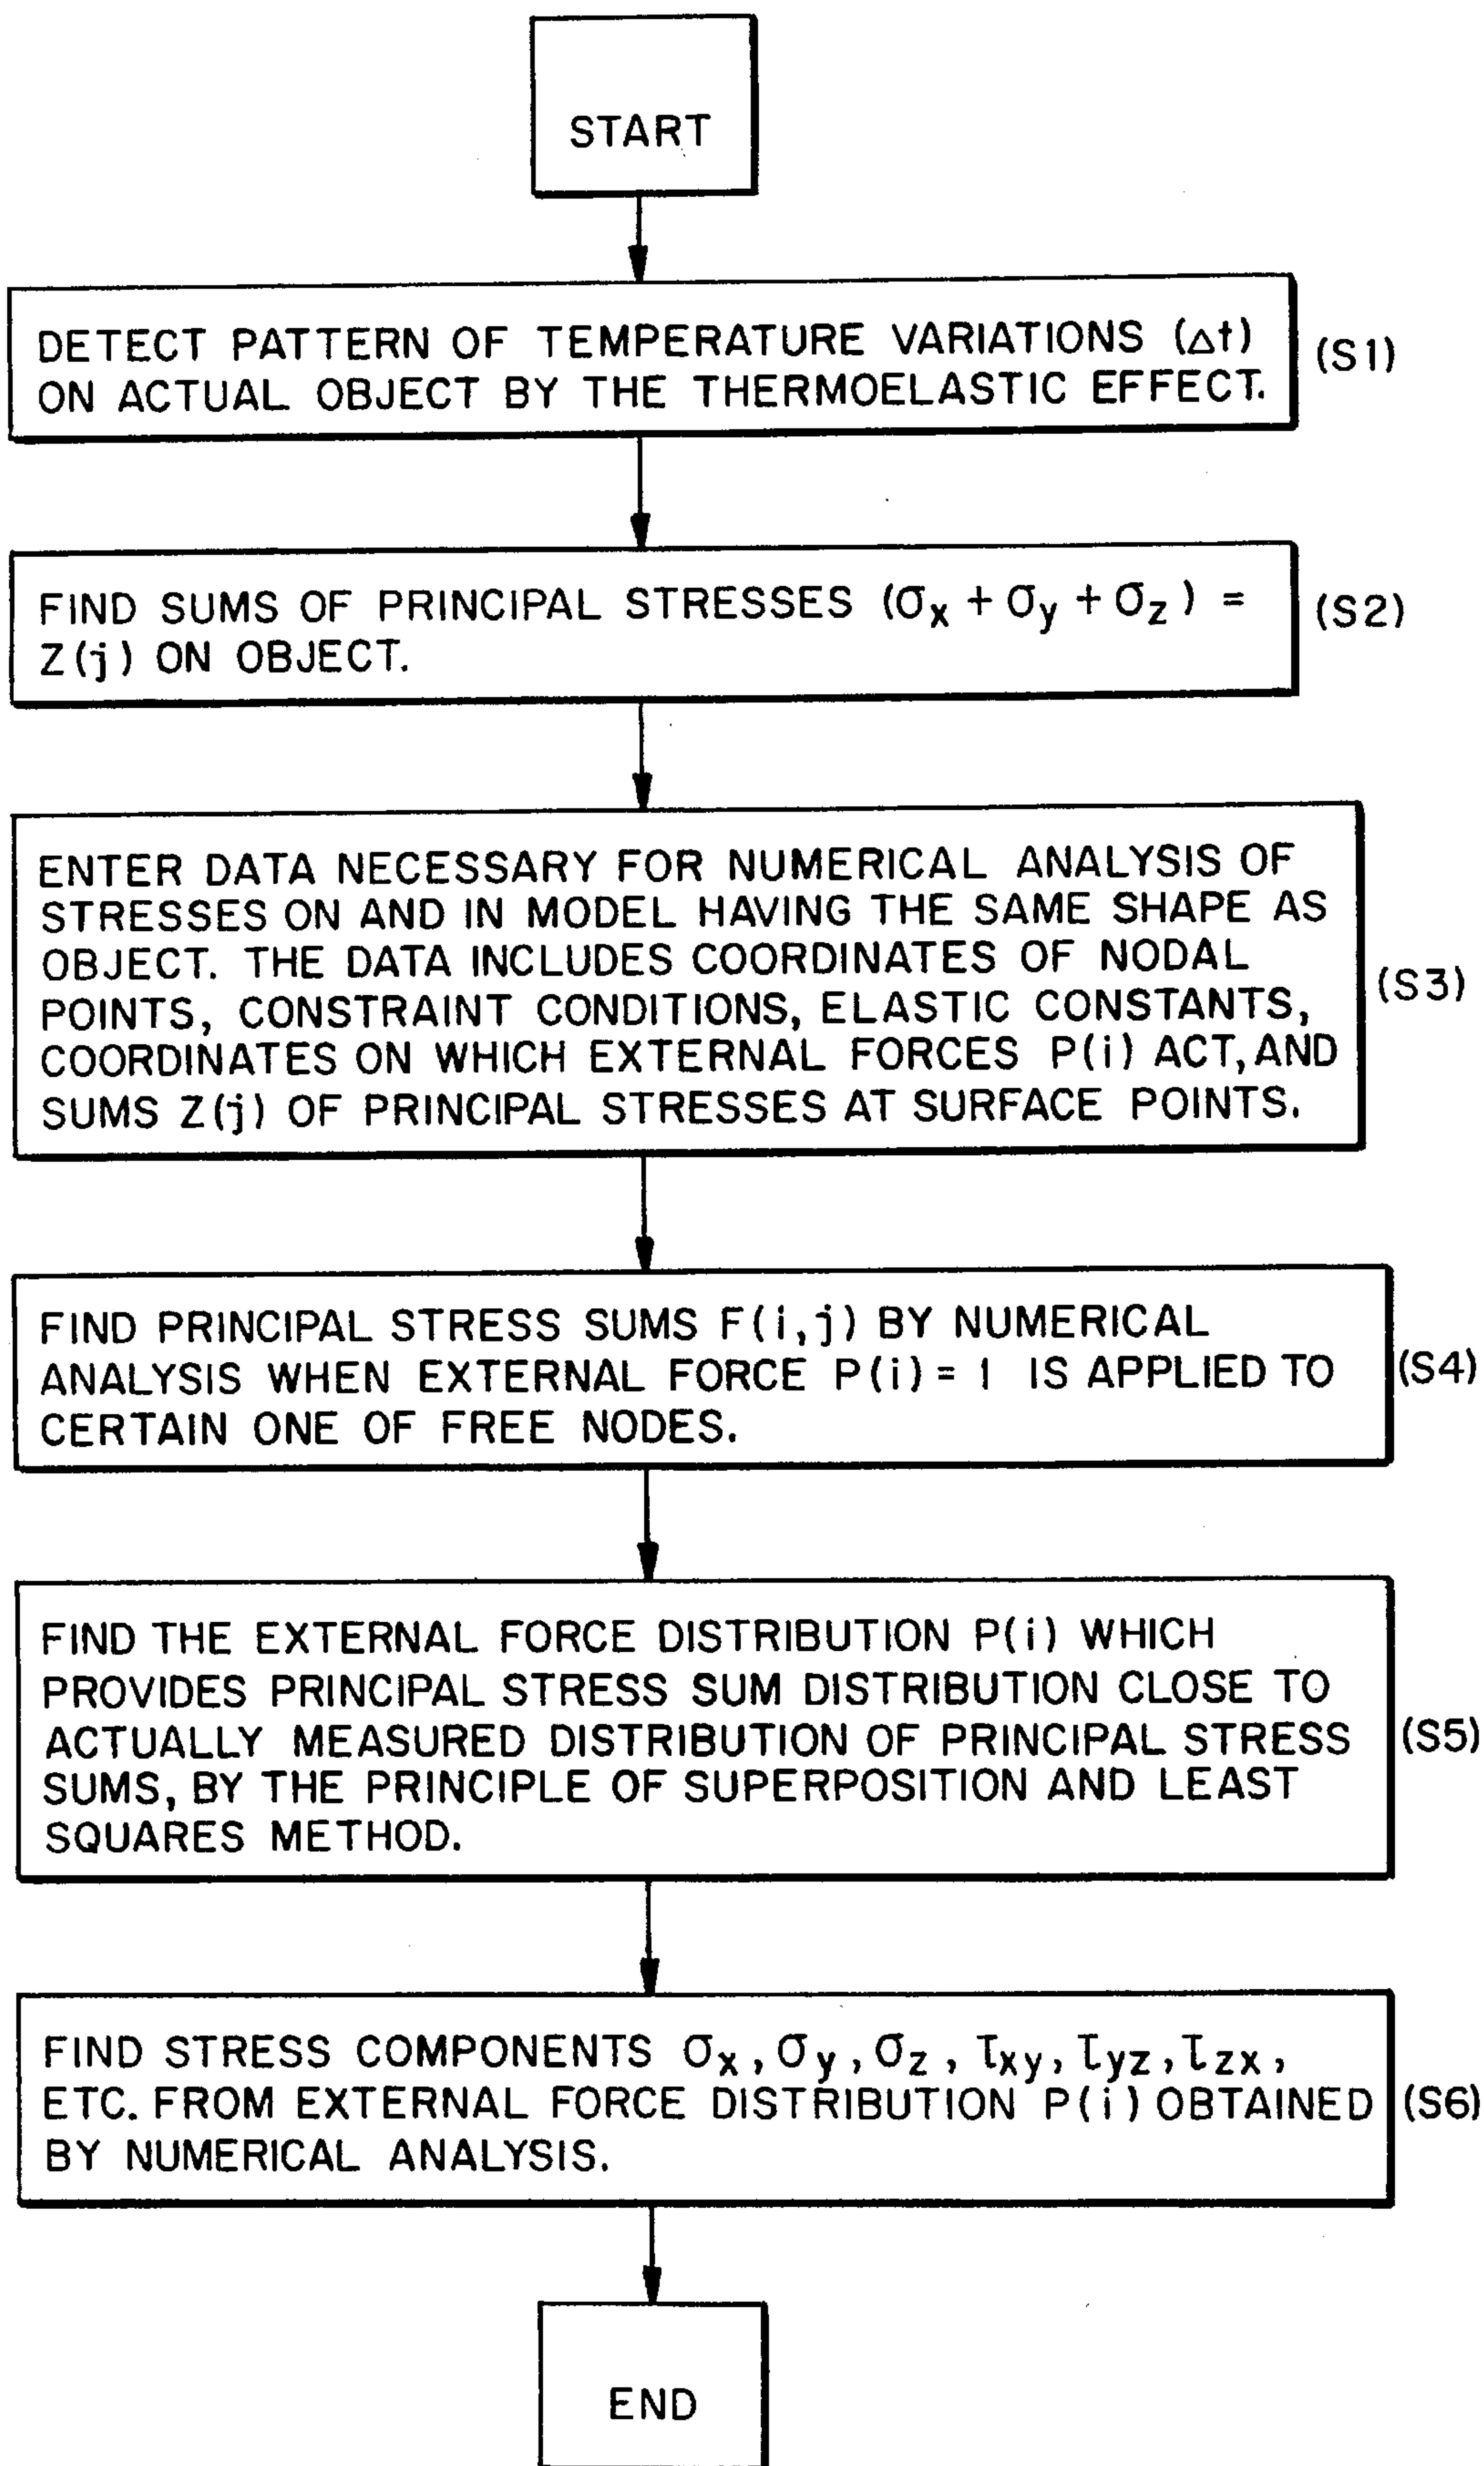 START
DETECT PATTERN OF TEMPERATURE VARIATIONS (Δt)
ON ACTUAL OBJECT BY THE THERMOELASTIC EFFECT.
(S1)
FIND SUMS OF PRINCIPAL STRESSES (σx + σy + σz) =
Z(j) ON OBJECT.
(S2)
ENTER DATA NECESSARY FOR NUMERICAL ANALYSIS OF
STRESSES ON AND IN MODEL HAVING THE SAME SHAPE AS
OBJECT. THE DATA INCLUDES COORDINATES OF NODAL
POINTS, CONSTRAINT CONDITIONS, ELASTIC CONSTANTS,
COORDINATES ON WHICH EXTERNAL FORCES P(i) ACT, AND
SUMS Z(j) OF PRINCIPAL STRESSES AT SURFACE POINTS.
(S3)
FIND PRINCIPAL STRESS SUMS F(i,j) BY NUMERICAL
ANALYSIS WHEN EXTERNAL FORCE P(i) = 1 IS APPLIED TO
CERTAIN ONE OF FREE NODES.
(S4)
FIND THE EXTERNAL FORCE DISTRIBUTION P(i) WHICH
PROVIDES PRINCIPAL STRESS SUM DISTRIBUTION CLOSE TO
ACTUALLY MEASURED DISTRIBUTION OF PRINCIPAL STRESS
SUMS, BY THE PRINCIPLE OF SUPERPOSITION AND LEAST
SQUARES METHOD.
(S5)
FIND STRESS COMPONENTS σx, σy, σz, τxy, τyz, τzx,
ETC. FROM EXTERNAL FORCE DISTRIBUTION P(i) OBTAINED
BY NUMERICAL ANALYSIS.
(S6)
END